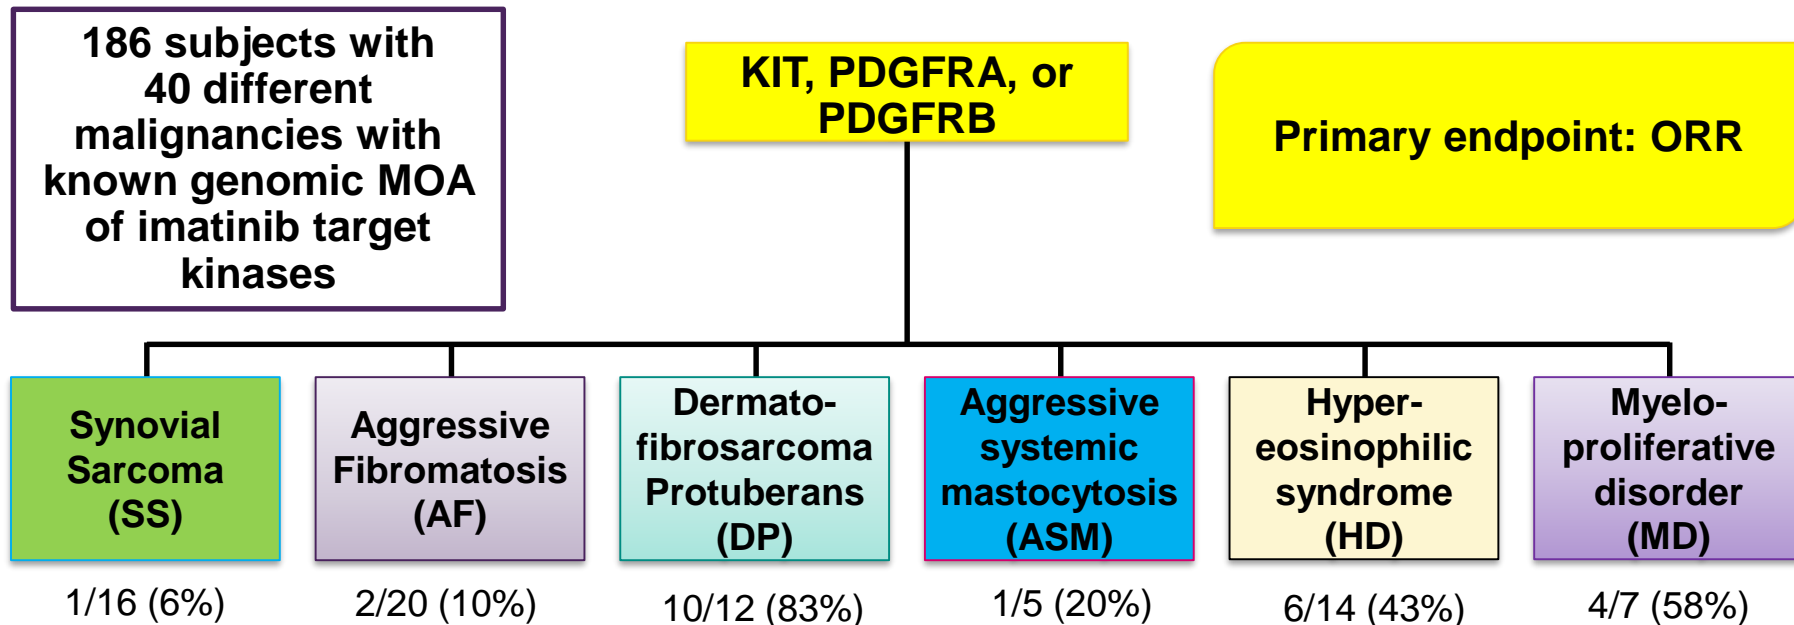 186 subjects with
40 different
malignancies with
known genomic MOA
of imatinib target
kinases
KIT, PDGFRA, or
PDGFRB
Primary endpoint: ORR
Synovial
Sarcoma
(SS)
Aggressive
Fibromatosis
(AF)
Dermato-
fibrosarcoma
Protuberans
(DP)
Aggressive
systemic
mastocytosis
(ASM)
Hyper-
eosinophilic
syndrome
(HD)
Myelo-
proliferative
disorder
(MD)
1/16 (6%)
2/20 (10%)
10/12 (83%)
1/5 (20%)
6/14 (43%)
4/7 (58%)